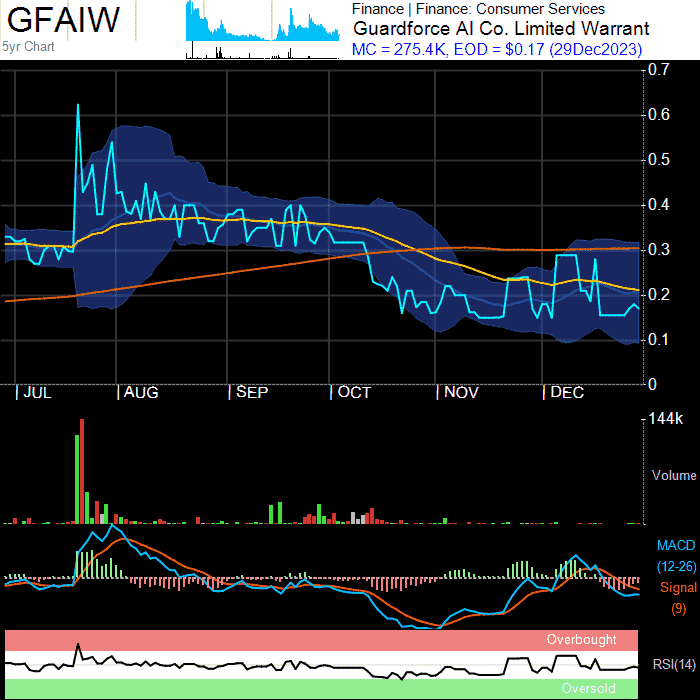 GFAIW
5yr Chart
Finance | Finance: Consumer Services
Guardforce AI Co. Limited Warrant
MC = 275.4K, EOD = $0.17 (29Dec2023)
0.7
0.6
0.5
0.4
0.3
0.2
0.1
0
JUL AUG SEP OCT NOV DEC
144k
Volume
MACD
(12-26)
Signal
(9)
Overbought
RSI(14)
Oversold